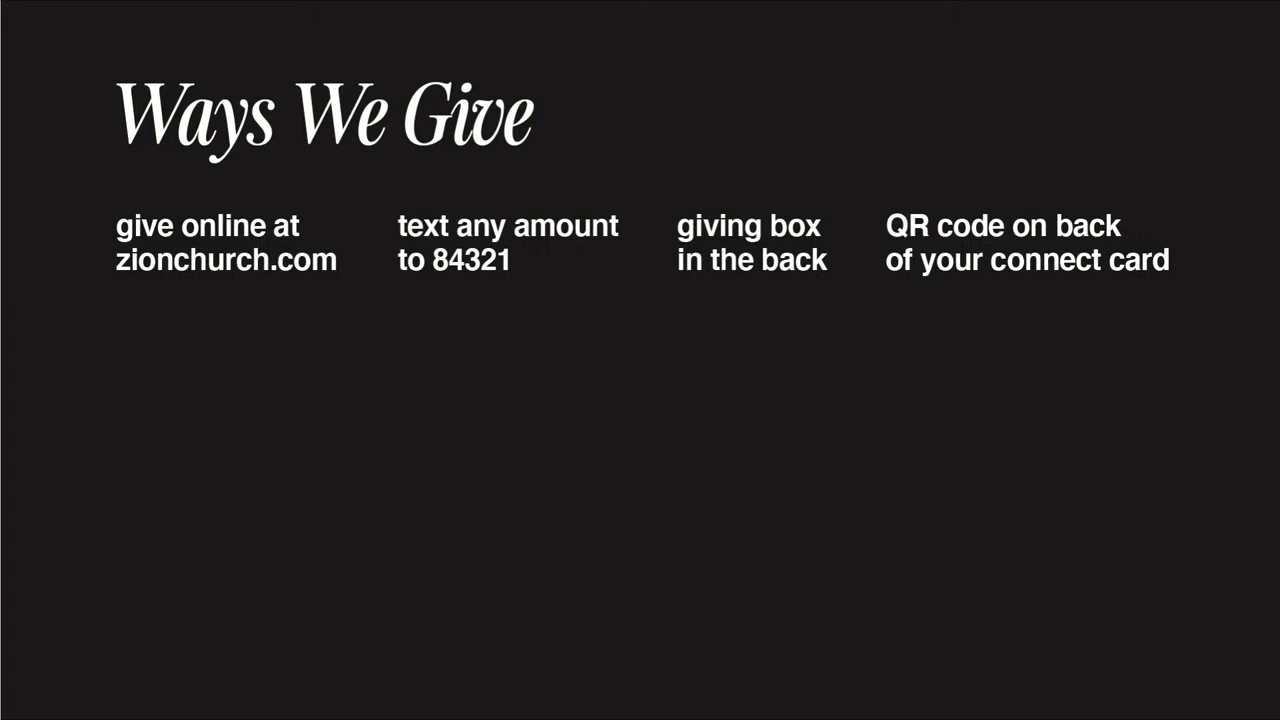 Ways We Give
give online at
zionchurch.com
text any amount
to 84321
giving box
in the back
QR code on back
of your connect card